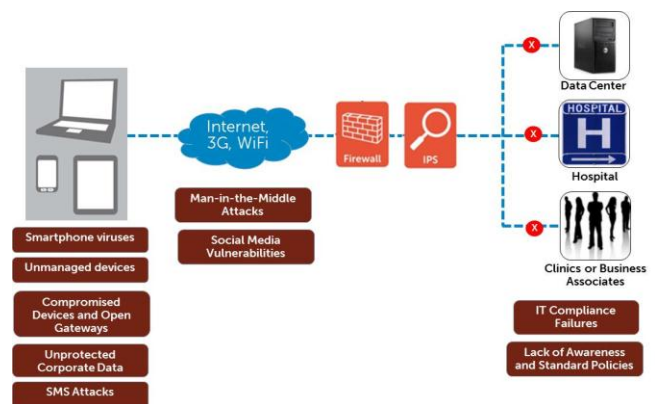 Internet,
3G, WiFi
Firewall
IPS
Data Center
HOSPITAL
H
Hospital
Clinics or Business
Associates
Man-in-the-Middle
Attacks
Social Media
Vulnerabilities
Smartphone viruses
Unmanaged devices
Compromised
Devices and Open
Gateways
Unprotected
Corporate Data
SMS Attacks
IT Compliance
Failures
Lack of Awareness
and Standard Policies
X
X
X